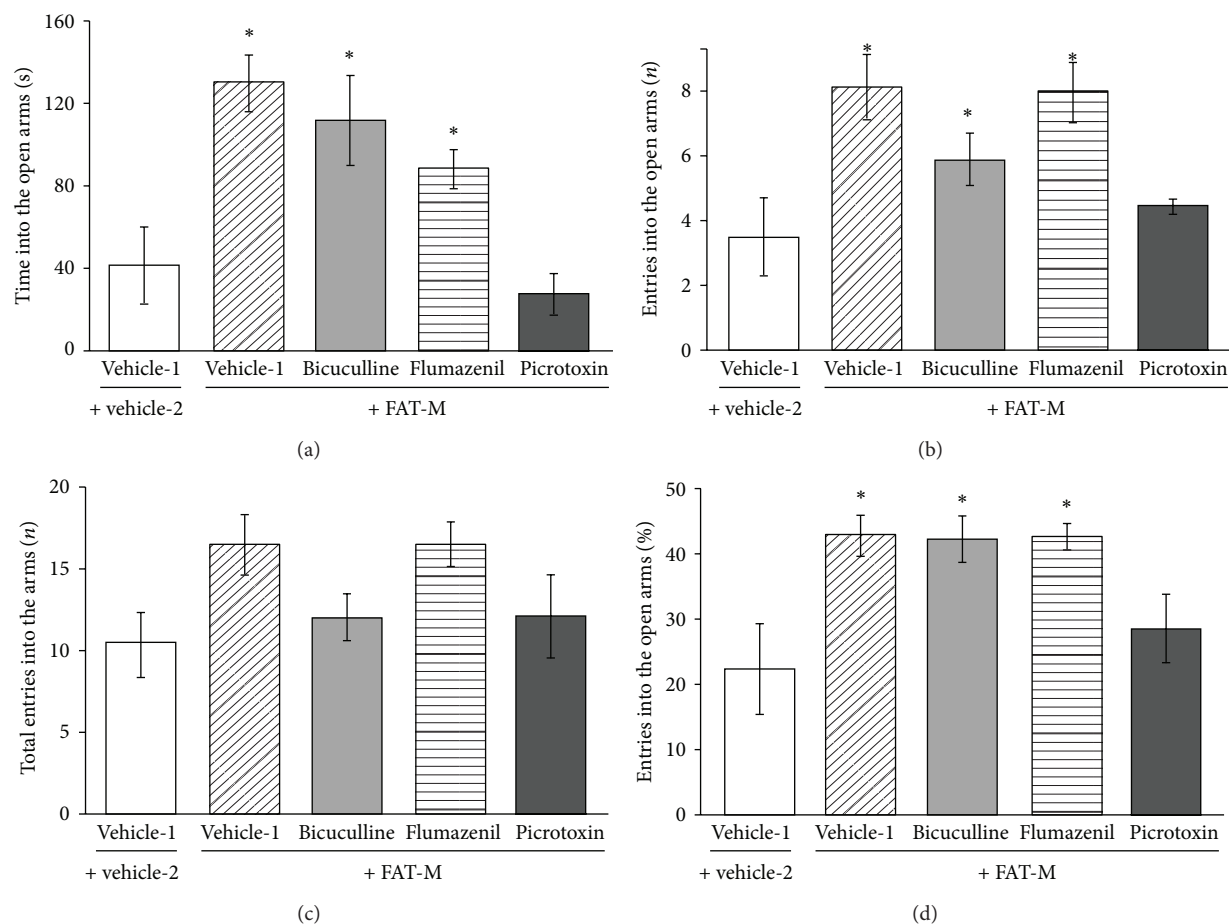 160
120
80
40
0
Time into the open arms (s)
*
*
*
Vehicle-1 Vehicle-1 Bicuculline Flumazenil Picrotoxin
+ vehicle-2 + FAT-M
(a)
8
6
4
2
0
Entries into the open arms (n)
*
*
*
Vehicle-1 Vehicle-1 Bicuculline Flumazenil Picrotoxin
+ vehicle-2 + FAT-M
(b)
20
15
10
5
0
Total entries into the arms (n)
Vehicle-1 Vehicle-1 Bicuculline Flumazenil Picrotoxin
+ vehicle-2 + FAT-M
(c)
50
40
30
20
10
0
Entries into the open arms (%)
*
*
*
Vehicle-1 Vehicle-1 Bicuculline Flumazenil Picrotoxin
+ vehicle-2 + FAT-M
(d)